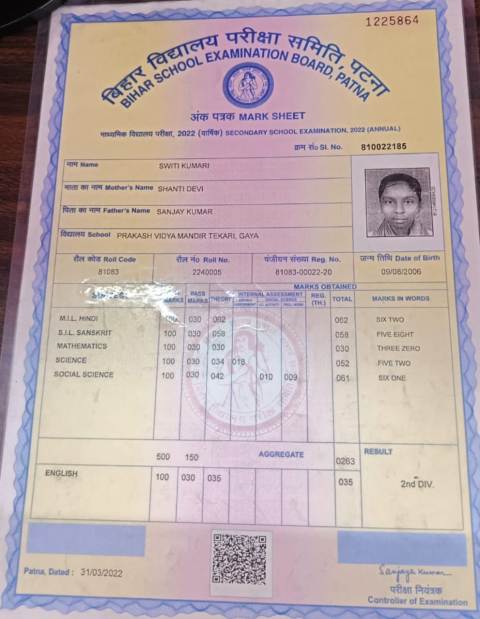 1225864
बिहार विद्यालय परीक्षा समिति, पटना
BIHAR SCHOOL EXAMINATION BOARD, PATNA
अंक पत्रक MARK SHEET
माध्यमिक विद्यालय परीक्षा, 2022 (वार्षिक) SECONDARY SCHOOL EXAMINATION, 2022 (ANNUAL)
क्रम सं० Sl. No. 810022185
नाम Name SWITI KUMARI
माता का नाम Mother's Name SHANTI DEVI
पिता का नाम Father's Name SANJAY KUMAR
विद्यालय School PRAKASH VIDYA MANDIR TEKARI, GAYA
रौल कोड Roll Code रौल नं० Roll No. पंजीयन संख्या Reg. No. जन्म तिथि Date of Birth
81083 2240005 81083-00022-20 09/08/2006
MARKS OBTAINED
MARKS PASS MARKS THEORY INTERNAL ASSESSMENT REG. (TH.) TOTAL MARKS IN WORDS
M.I.L. HINDI 100 030 062 062 SIX TWO
S.I.L. SANSKRIT 100 030 058 058 FIVE EIGHT
MATHEMATICS 100 030 030 030 THREE ZERO
SCIENCE 100 030 034 018 052 FIVE TWO
SOCIAL SCIENCE 100 030 042 010 009 061 SIX ONE
500 150 AGGREGATE 0263 RESULT
ENGLISH 100 030 035 035 2nd DIV.
Patna, Dated : 31/03/2022
Sanjay Kumar
परीक्षा नियंत्रक
Controller of Examination